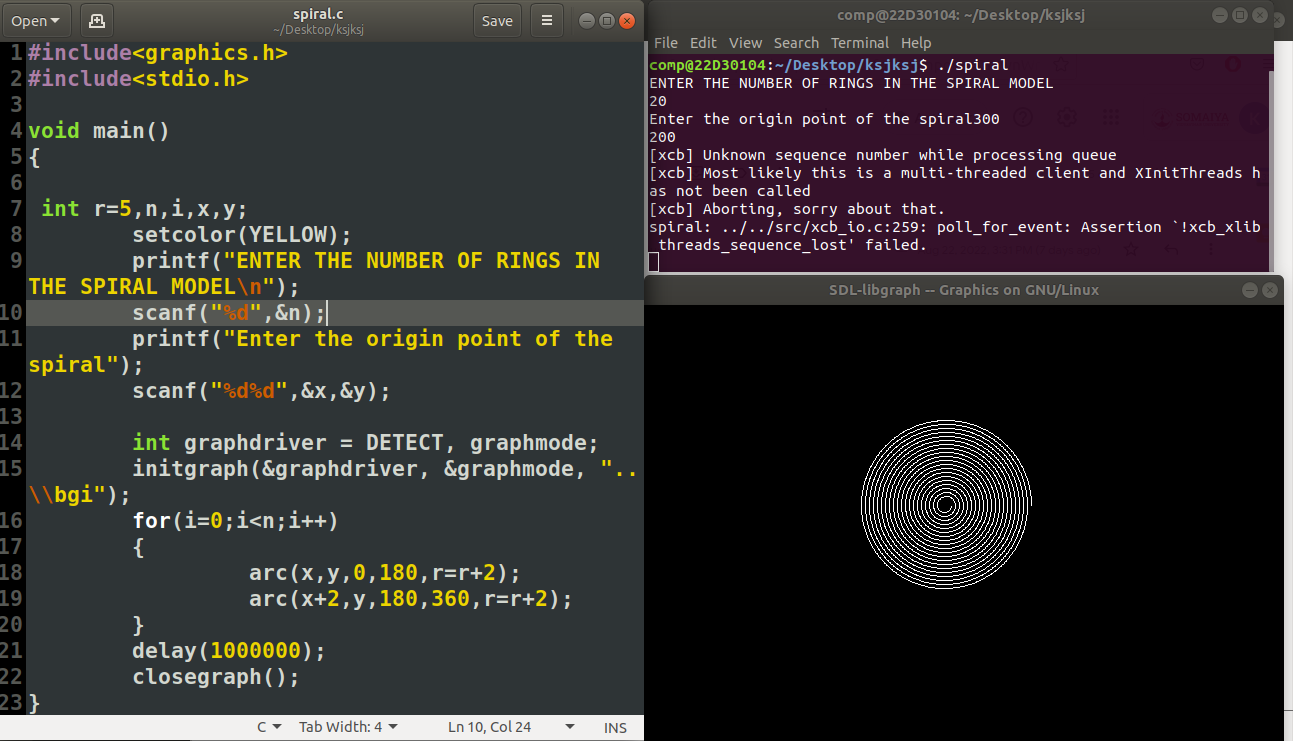 Open
spiral.c
~/Desktop/ksjksj
Save
1 #include<graphics.h>
2 #include<stdio.h>
3
4 void main()
5 {
6
7 int r=5,n,i,x,y;
8 setcolor(YELLOW);
9 printf("ENTER THE NUMBER OF RINGS IN
THE SPIRAL MODEL\n");
10 scanf("%d",&n);
11 printf("Enter the origin point of the
spiral");
12 scanf("%d%d",&x,&y);
13
14 int graphdriver = DETECT, graphmode;
15 initgraph(&graphdriver, &graphmode, "..
\\bgi");
16 for(i=0;i<n;i++)
17 {
18 arc(x,y,0,180,r=r+2);
19 arc(x+2,y,180,360,r=r+2);
20 }
21 delay(1000000);
22 closegraph();
23 }
C
Tab Width: 4
Ln 10, Col 24
INS
comp@22D30104: ~/Desktop/ksjksj
File Edit View Search Terminal Help
comp@22D30104:~/Desktop/ksjksj$ ./spiral
ENTER THE NUMBER OF RINGS IN THE SPIRAL MODEL
20
Enter the origin point of the spiral300
200
[xcb] Unknown sequence number while processing queue
[xcb] Most likely this is a multi-threaded client and XInitThreads h
as not been called
[xcb] Aborting, sorry about that.
spiral: ../../src/xcb_io.c:259: poll_for_event: Assertion `!xcb_xlib
_threads_sequence_lost' failed.
SOMAIYA
SDL-libgraph -- Graphics on GNU/Linux